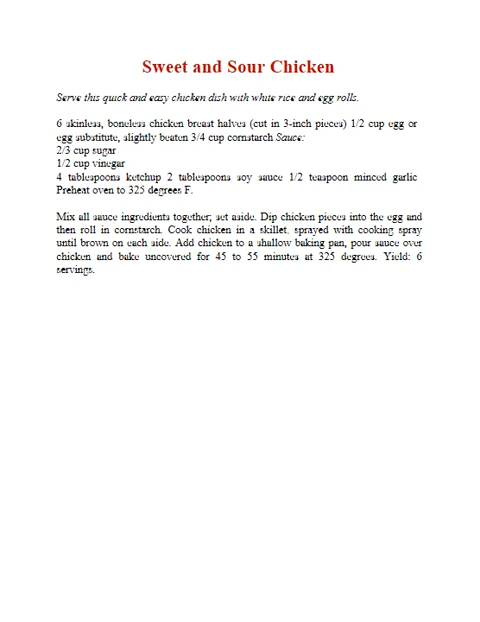 Sweet and Sour Chicken
Serve this quick and easy chicken dish with white rice and egg rolls.
6 skinless, boneless chicken breast halves (cut in 3-inch pieces) 1/2 cup egg or
egg substitute, slightly beaten 3/4 cup cornstarch Sauce:
2/3 cup sugar
1/2 cup vinegar
4 tablespoons ketchup 2 tablespoons soy sauce 1/2 teaspoon minced garlic
Preheat oven to 325 degrees F.
Mix all sauce ingredients together; set aside. Dip chicken pieces into the egg and
then roll in cornstarch. Cook chicken in a skillet, sprayed with cooking spray
until brown on each side. Add chicken to a shallow baking pan, pour sauce over
chicken and bake uncovered for 45 to 55 minutes at 325 degrees. Yield: 6
servings.